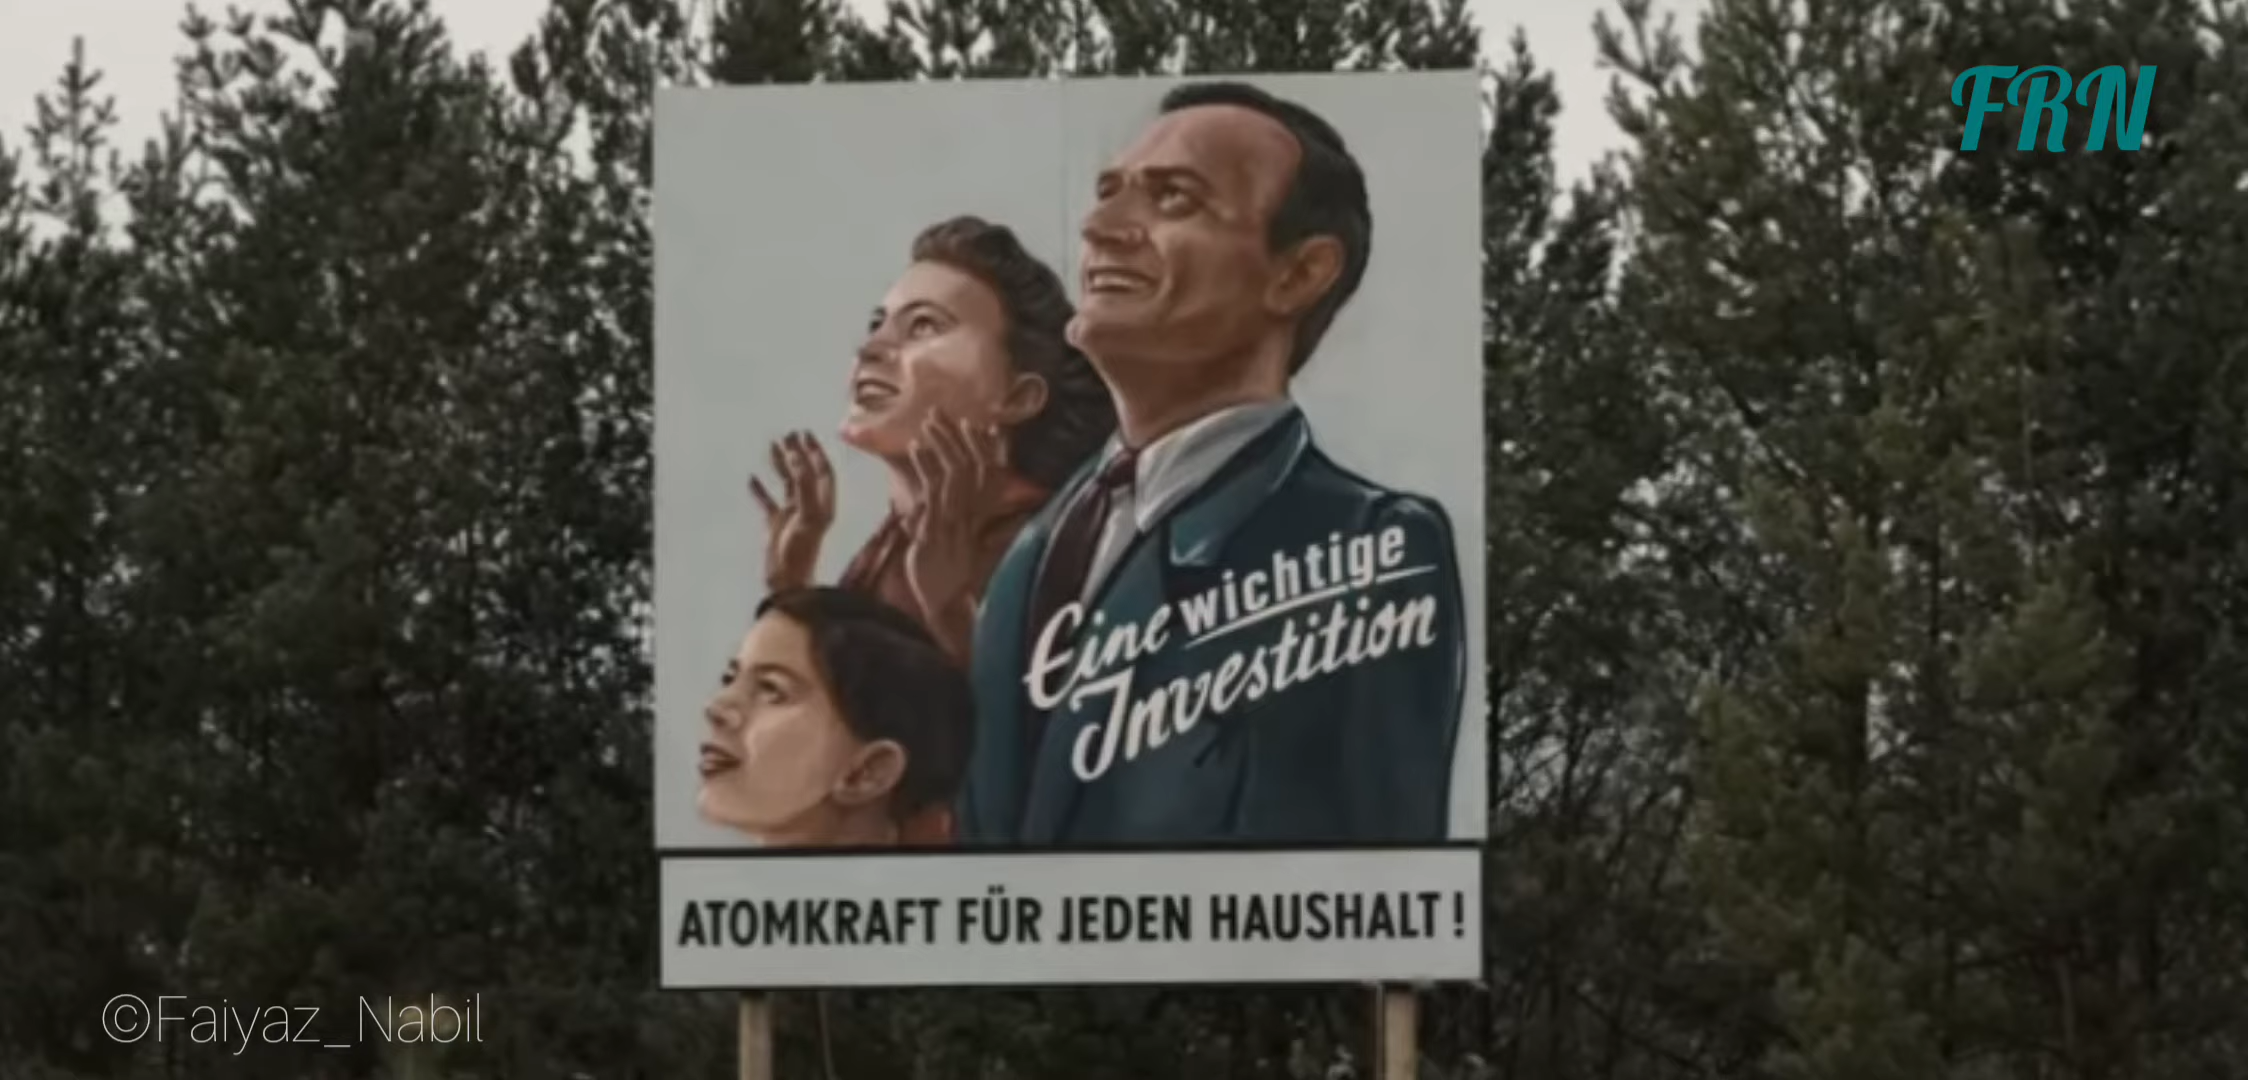 FRN
Eine wichtige
Investition
ATOMKRAFT FÜR JEDEN HAUSHALT!
©Faiyaz_Nabil